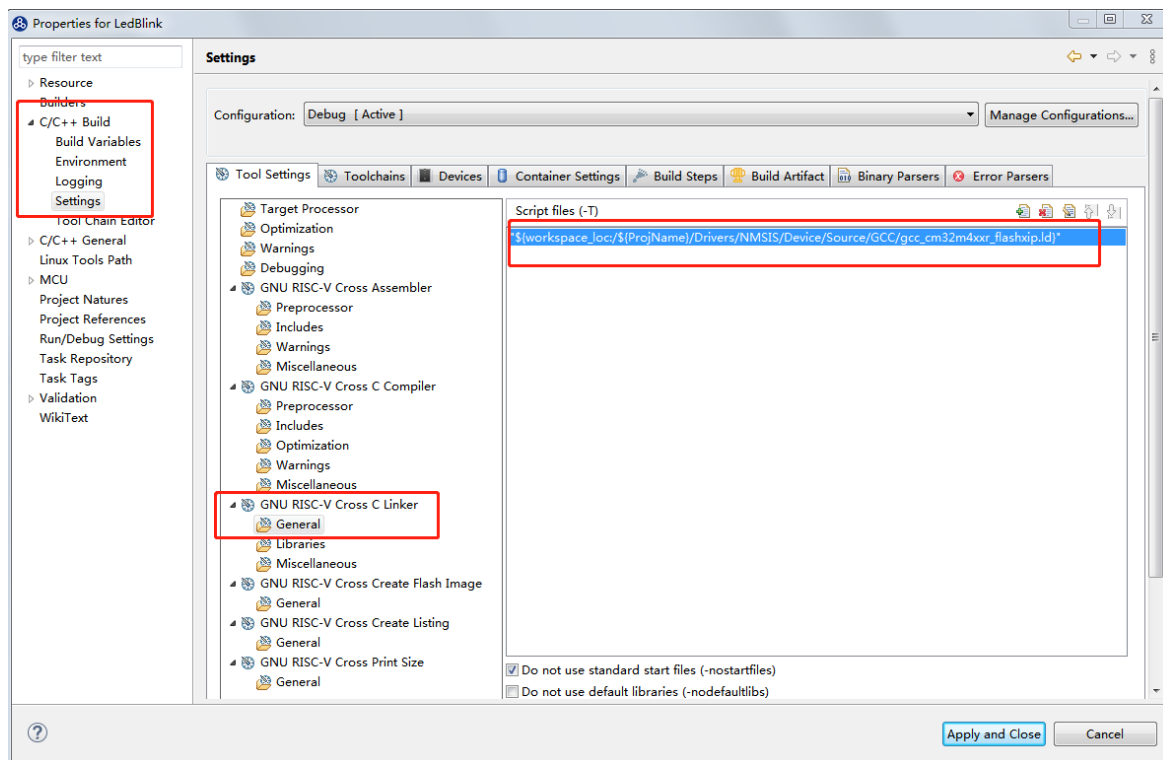 Properties for LedBlink
type filter text
Resource
Builders
C/C++ Build
Build Variables
Environment
Logging
Settings
Tool Chain Editor
C/C++ General
Linux Tools Path
MCU
Project Natures
Project References
Run/Debug Settings
Task Repository
Task Tags
Validation
WikiText
Settings
Configuration: Debug [ Active ] Manage Configurations...
Tool Settings Toolchains Devices Container Settings Build Steps Build Artifact Binary Parsers Error Parsers
Target Processor
Optimization
Warnings
Debugging
GNU RISC-V Cross Assembler
Preprocessor
Includes
Warnings
Miscellaneous
GNU RISC-V Cross C Compiler
Preprocessor
Includes
Optimization
Warnings
Miscellaneous
GNU RISC-V Cross C Linker
General
Libraries
Miscellaneous
GNU RISC-V Cross Create Flash Image
General
GNU RISC-V Cross Create Listing
General
GNU RISC-V Cross Print Size
General
Script files (-T)
"${workspace_loc:/${ProjName}/Drivers/NMSIS/Device/Source/GCC/gcc_cm32m4xxr_flashxip.ld}"
Do not use standard start files (-nostartfiles)
Do not use default libraries (-nodefaultlibs)
Apply and Close Cancel